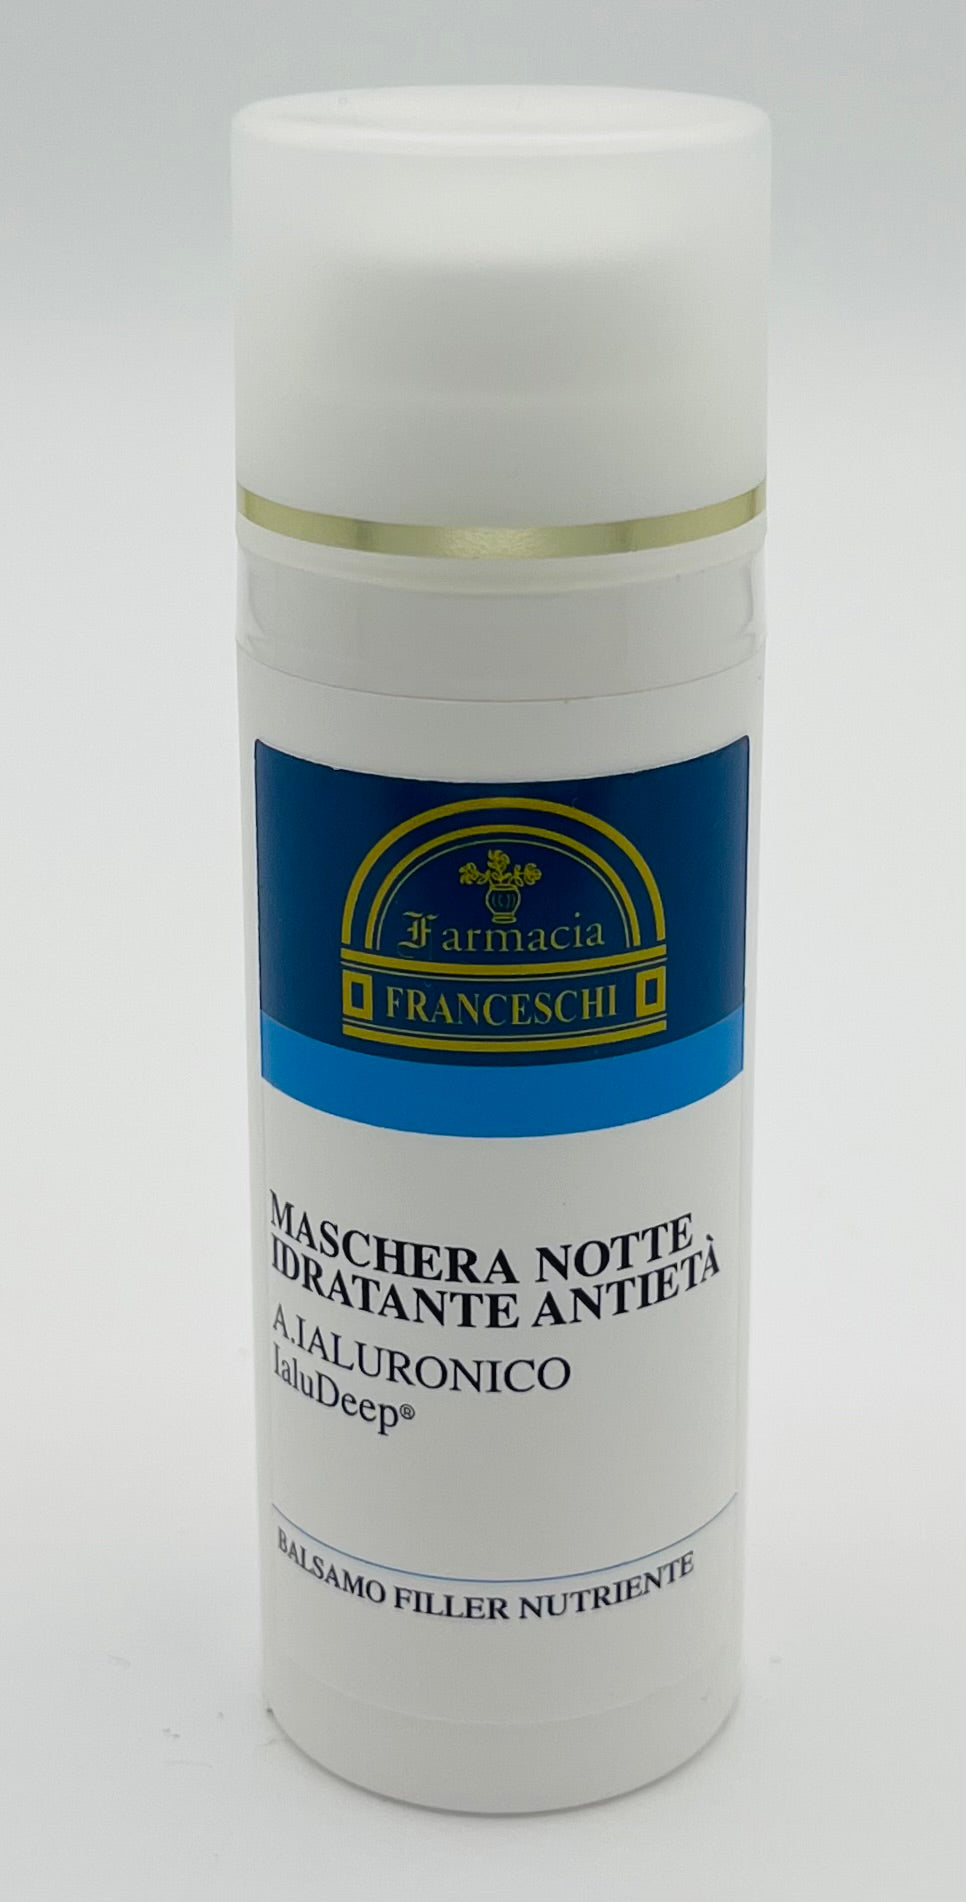 Farmacia
FRANCESCHI
MASCHERA NOTTE
IDRATANTE ANTIETÀ
A.IALURONICO
IaluDeep®
BALSAMO FILLER NUTRIENTE